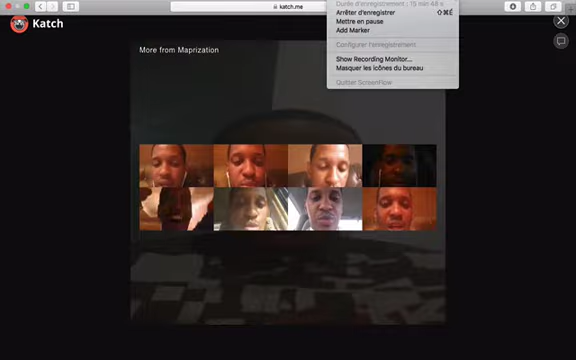 katch.me
Katch
Durée d'enregistrement : 15 min 48 s
Arrêter d'enregistrer ⇧⌘É
Mettre en pause
Add Marker
Configurer l'enregistrement
Show Recording Monitor...
Masquer les icônes du bureau
Quitter ScreenFlow
More from Maprization